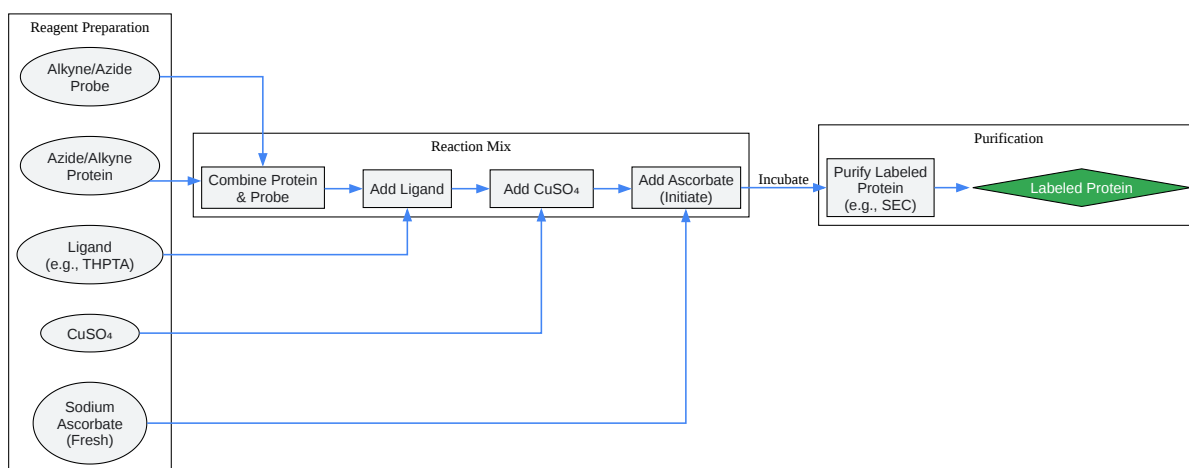 Reagent Preparation
Alkyne/Azide
Probe
Azide/Alkyne
Protein
Ligand
(e.g., THPTA)
CuSO₄
Sodium
Ascorbate
(Fresh)
Reaction Mix
Combine Protein
& Probe
Add Ligand
Add CuSO₄
Add Ascorbate
(Initiate)
Incubate
Purification
Purify Labeled
Protein
(e.g., SEC)
Labeled Protein